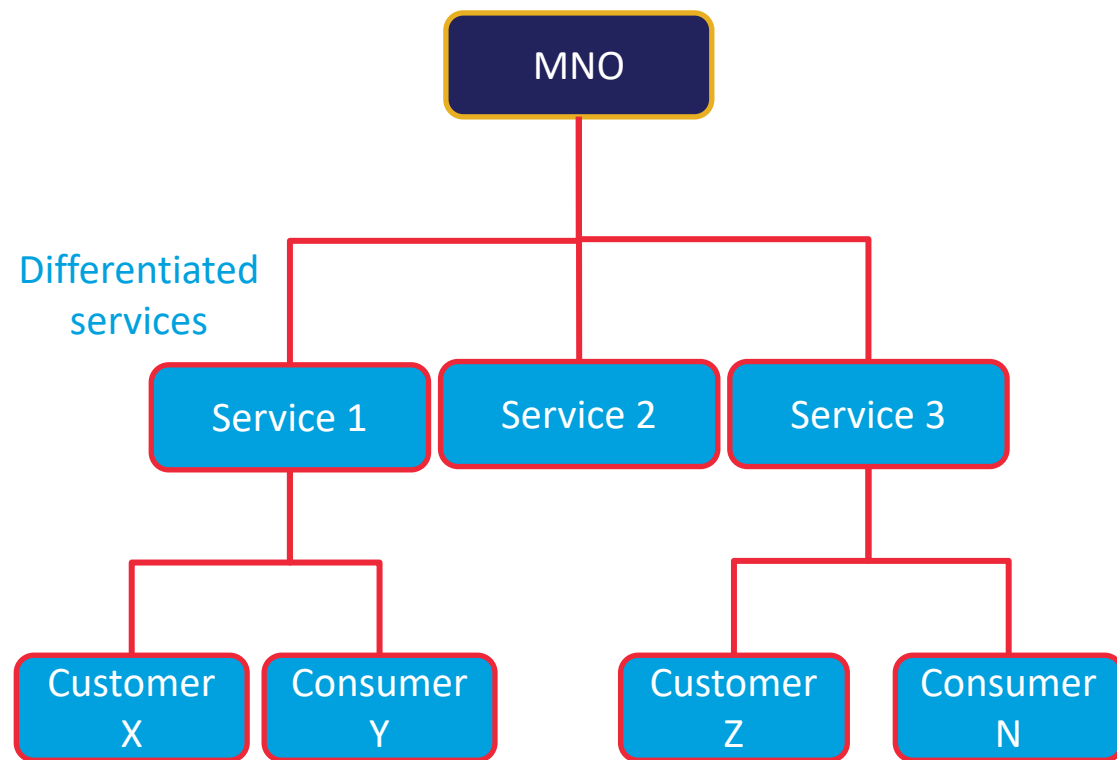 MNO
Differentiated
services
Service 1
Service 2
Service 3
Customer
X
Consumer
Y
Customer
Z
Consumer
N